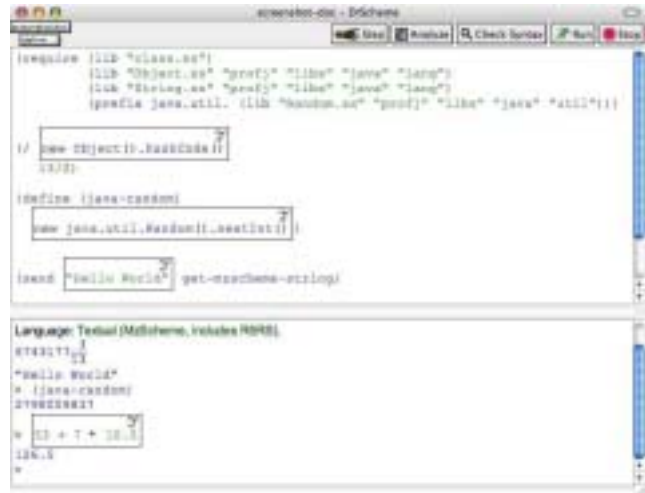 screenshot-doc - DrScheme
Step Analyze Check Syntax Run Stop
(require (lib "class.ss")
(lib "Object.ss" "profj" "libs" "java" "lang")
(lib "String.ss" "profj" "libs" "java" "lang")
(prefix java.util. (lib "Random.ss" "profj" "libs" "java" "util")))
(/ new Object().hashCode()
(define (java-random)
new java.util.Random().nextInt() )
(send "Hello World" get-mzscheme-string)
Language: Textual (MzScheme, includes R5RS).
"Hello World"
> (java-random)
>
>